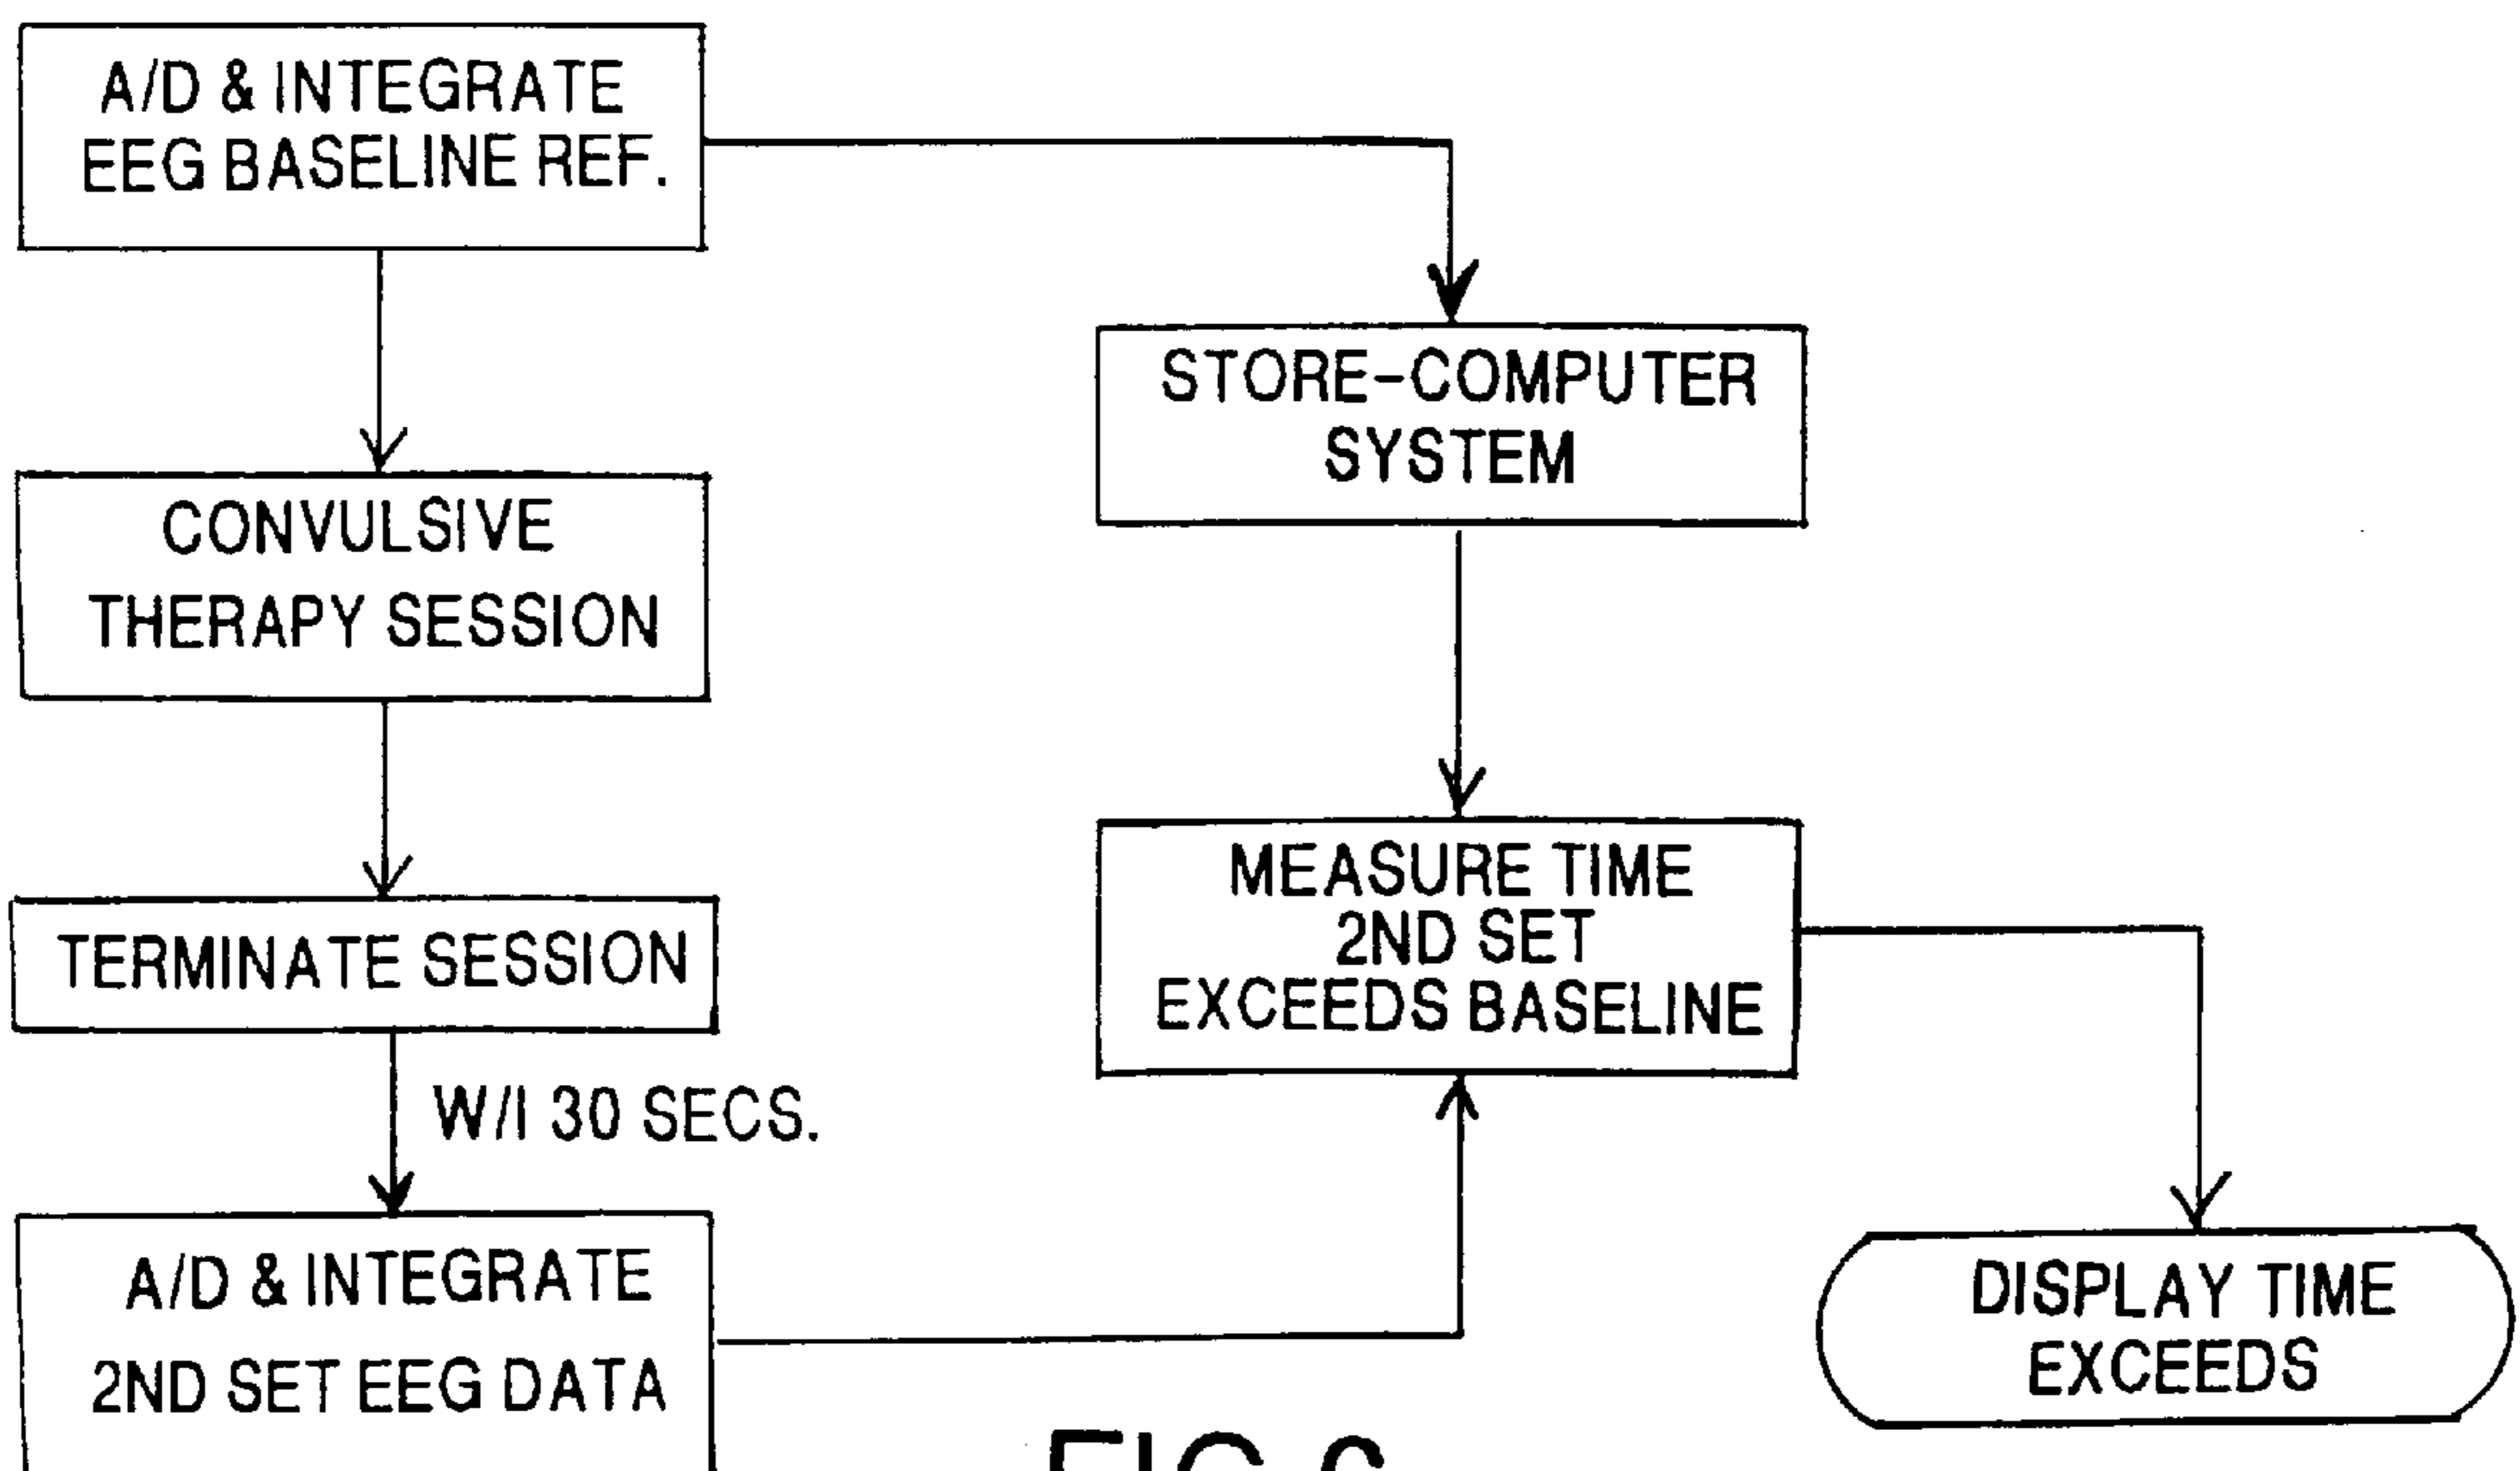 A/D & INTEGRATE
EEG BASELINE REF.
CONVULSIVE
THERAPY SESSION
TERMINATE SESSION
W/I 30 SECS.
A/D & INTEGRATE
2ND SET EEG DATA
STORE-COMPUTER
SYSTEM
MEASURE TIME
2ND SET
EXCEEDS BASELINE
DISPLAY TIME
EXCEEDS